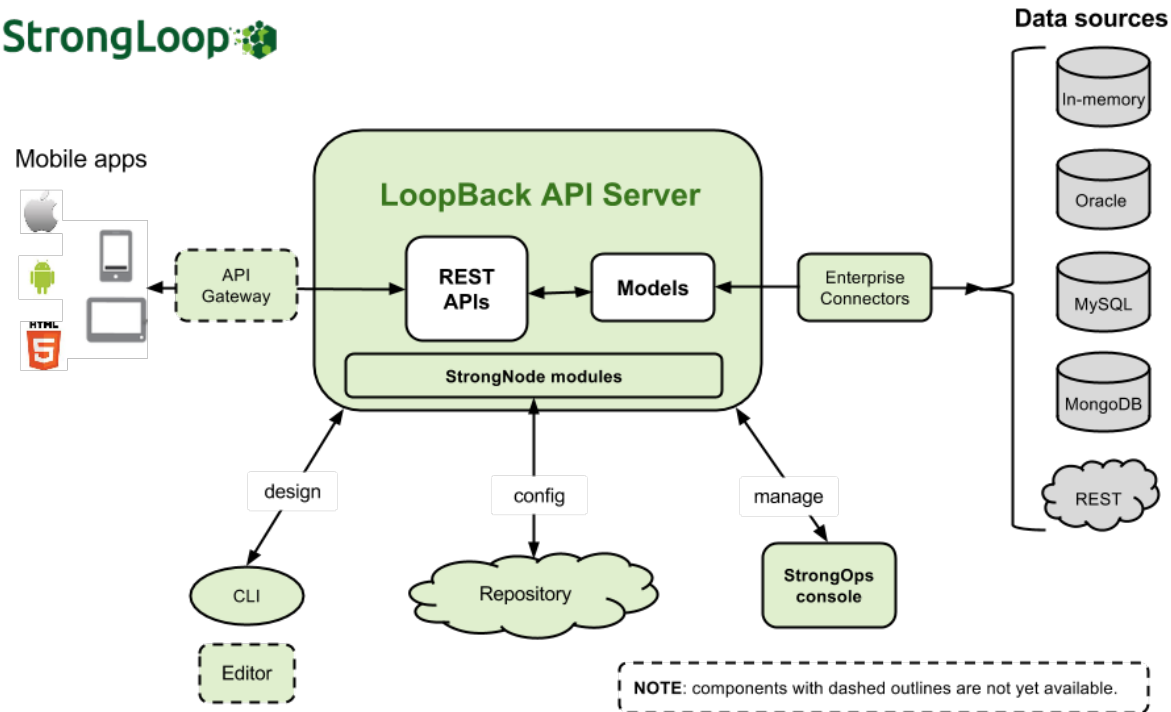 StrongLoop
Data sources
In-memory
Mobile apps
LoopBack API Server
Oracle
API
Gateway
REST
APIs
Models
Enterprise
Connectors
MySQL
HTML
5
StrongNode modules
MongoDB
design
config
manage
REST
CLI
Repository
StrongOps
console
Editor
NOTE: components with dashed outlines are not yet available.